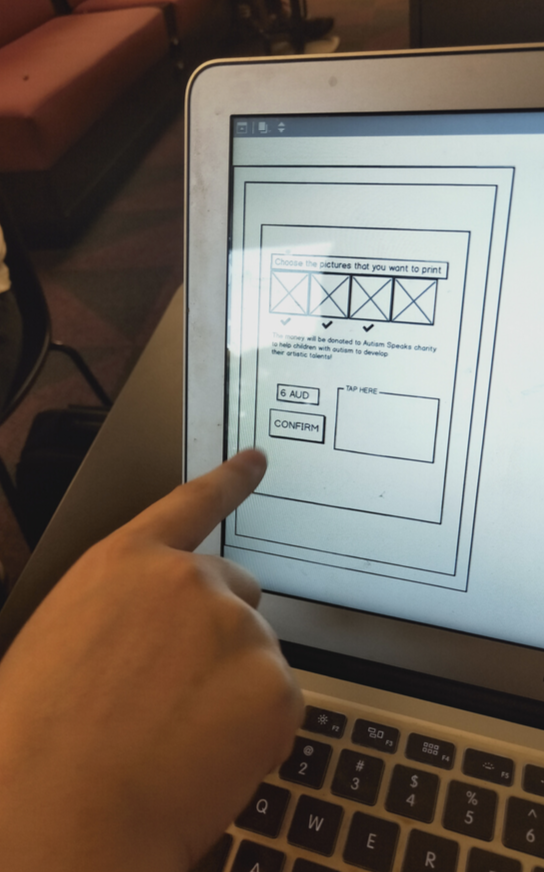 Choose the pictures that you want to print
The money will be donated to Autism Speaks charity
to help children with autism to develop
their artistic talents!
6 AUD
TAP HERE
CONFIRM
F2
F3
F4
F5
@
2
#
3
$
4
%
5
^
6
Q
W
E
R
A